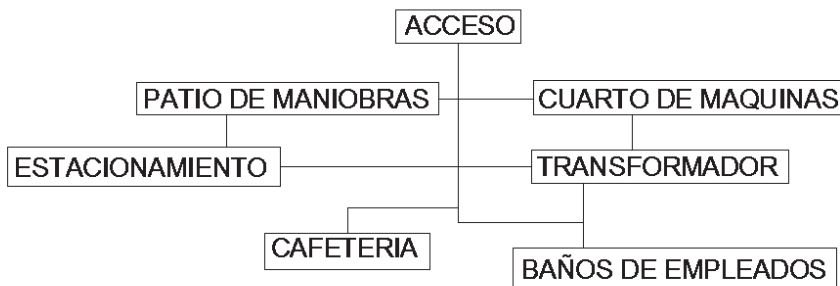 ACCESO
PATIO DE MANIOBRAS
CUARTO DE MAQUINAS
ESTACIONAMIENTO
TRANSFORMADOR
CAFETERIA
BAÑOS DE EMPLEADOS